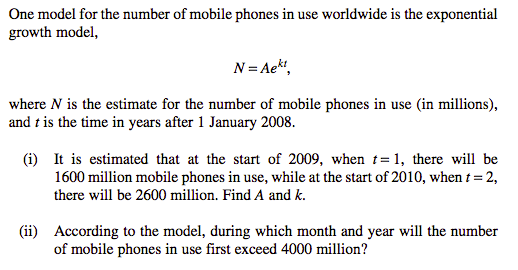 One model for the number of mobile phones in use worldwide is the exponential
growth model,
N = Ae^{kt},
where N is the estimate for the number of mobile phones in use (in millions),
and t is the time in years after 1 January 2008.
(i) It is estimated that at the start of 2009, when t = 1, there will be
1600 million mobile phones in use, while at the start of 2010, when t = 2,
there will be 2600 million. Find A and k.
(ii) According to the model, during which month and year will the number
of mobile phones in use first exceed 4000 million?